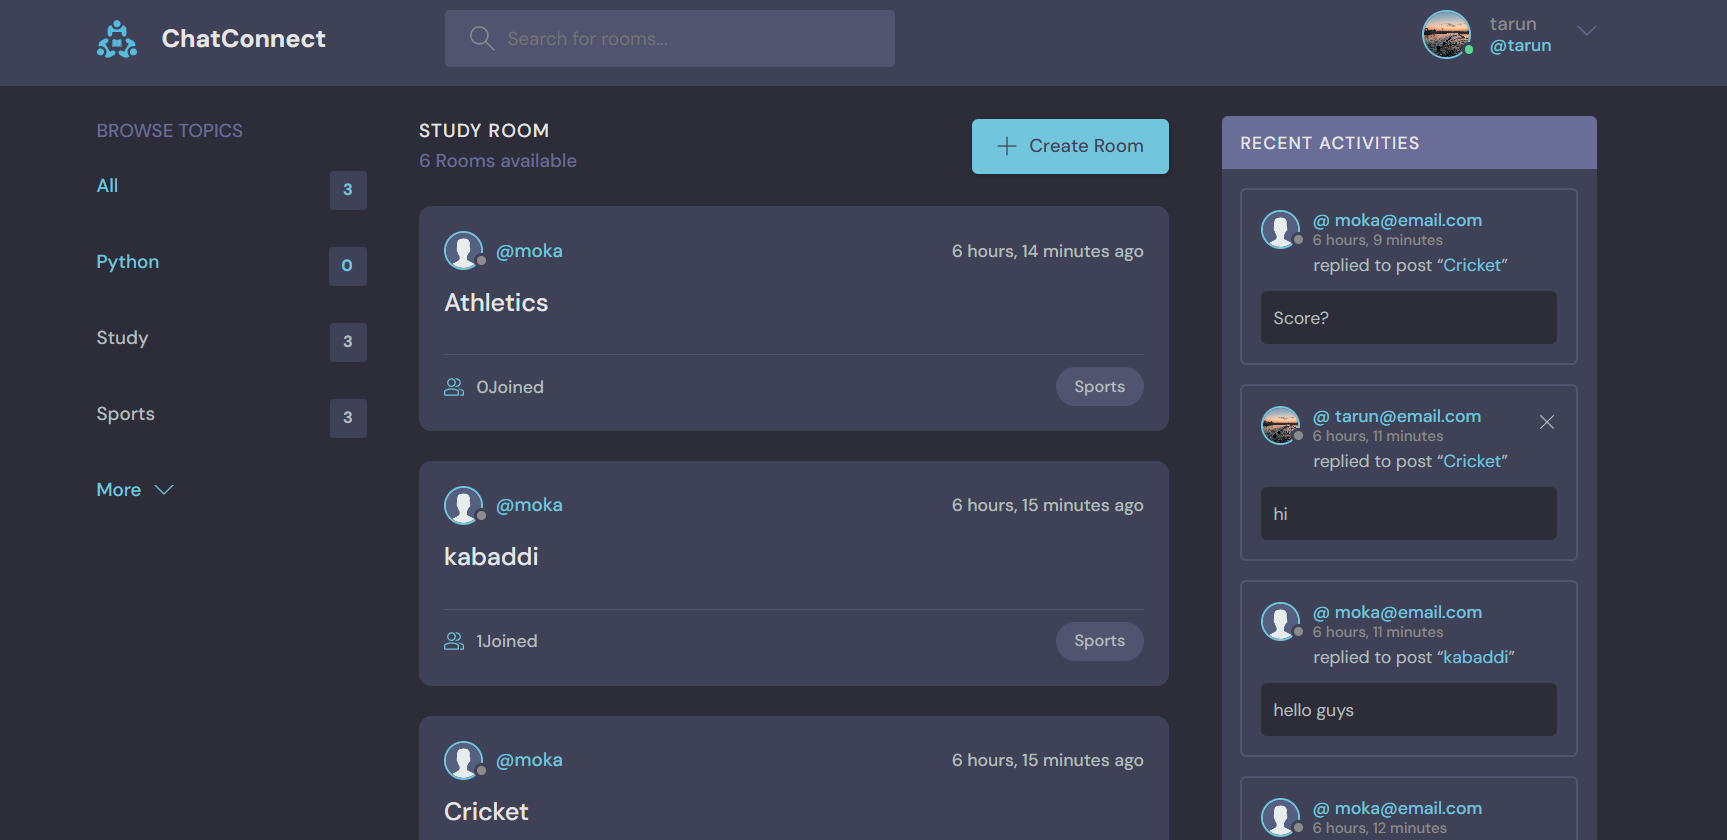 ChatConnect
Search for rooms...
tarun
@tarun
BROWSE TOPICS
All 3
Python 0
Study 3
Sports 3
More
STUDY ROOM
6 Rooms available
Create Room
@moka 6 hours, 14 minutes ago
Athletics
0Joined Sports
@moka 6 hours, 15 minutes ago
kabaddi
1Joined Sports
@moka 6 hours, 15 minutes ago
Cricket
RECENT ACTIVITIES
@ moka@email.com
6 hours, 9 minutes
replied to post “Cricket”
Score?
@ tarun@email.com
6 hours, 11 minutes
replied to post “Cricket”
hi
@ moka@email.com
6 hours, 11 minutes
replied to post “kabaddi”
hello guys
@ moka@email.com
6 hours, 12 minutes